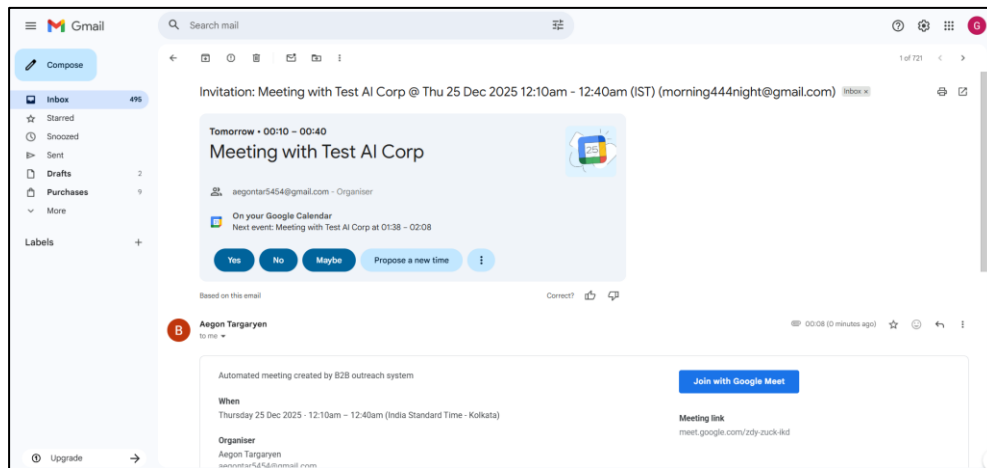 Gmail
Search mail
G
Compose
1 of 721
Inbox 495
Starred
Snoozed
Sent
Drafts 2
Purchases 9
More
Labels
Upgrade
Invitation: Meeting with Test AI Corp @ Thu 25 Dec 2025 12:10am - 12:40am (IST) (morning444night@gmail.com) Inbox x
Tomorrow • 00:10 – 00:40
Meeting with Test AI Corp
25
aegontar5454@gmail.com - Organiser
On your Google Calendar
Next event: Meeting with Test AI Corp at 01:38 – 02:08
Yes No Maybe Propose a new time
Based on this email Correct?
B
Aegon Targaryen 00:08 (0 minutes ago)
to me
Automated meeting created by B2B outreach system
When
Thursday 25 Dec 2025 · 12:10am – 12:40am (India Standard Time - Kolkata)
Organiser
Aegon Targaryen
aegontar5454@gmail.com
Join with Google Meet
Meeting link
meet.google.com/zdy-zuck-ikd